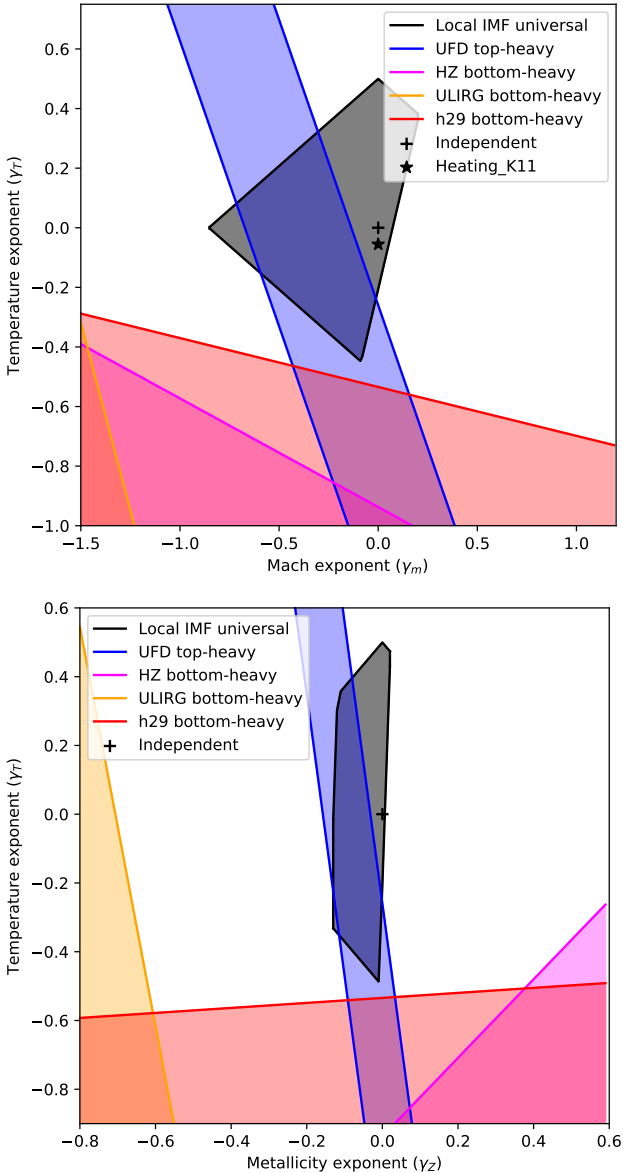 Local IMF universal
UFD top-heavy
HZ bottom-heavy
ULIRG bottom-heavy
h29 bottom-heavy
Independent
Heating_K11
Temperature exponent (γT)
0.6
0.4
0.2
0.0
−0.2
−0.4
−0.6
−0.8
−1.0
−1.5
−1.0
−0.5
0.0
0.5
1.0
Mach exponent (γm)
Local IMF universal
UFD top-heavy
HZ bottom-heavy
ULIRG bottom-heavy
h29 bottom-heavy
Independent
Temperature exponent (γT)
0.6
0.4
0.2
0.0
−0.2
−0.4
−0.6
−0.8
−0.8
−0.6
−0.4
−0.2
0.0
0.2
0.4
0.6
Metallicity exponent (γZ)